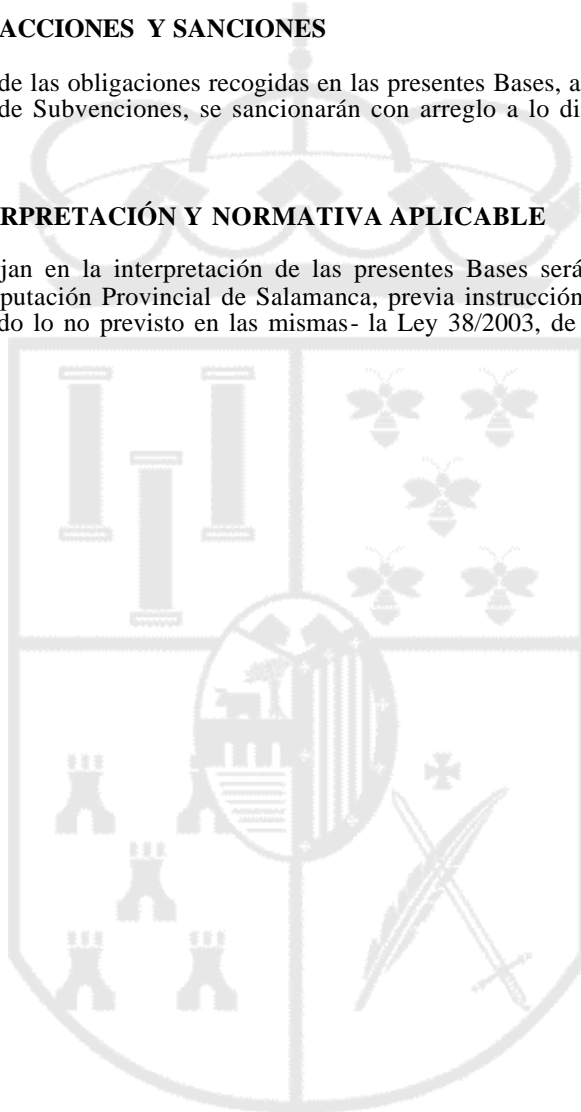 ACCIONES Y SANCIONES
de las obligaciones recogidas en las presentes Bases, a
de Subvenciones, se sancionarán con arreglo a lo di
RPRETACIÓN Y NORMATIVA APLICABLE
jan en la interpretación de las presentes Bases será
putación Provincial de Salamanca, previa instrucción
do lo no previsto en las mismas- la Ley 38/2003, de